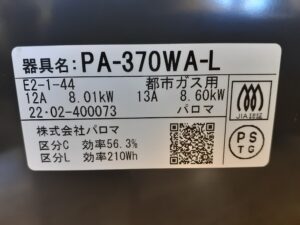 器具名: PA-370WA-L
E2-1-44 都市ガス用
12A 8.01kW 13A 8.60kW
22・02-400073 パロマ
株式会社パロマ
区分C 効率56.3%
区分L 効率210Wh
JIA認証
PS
TG